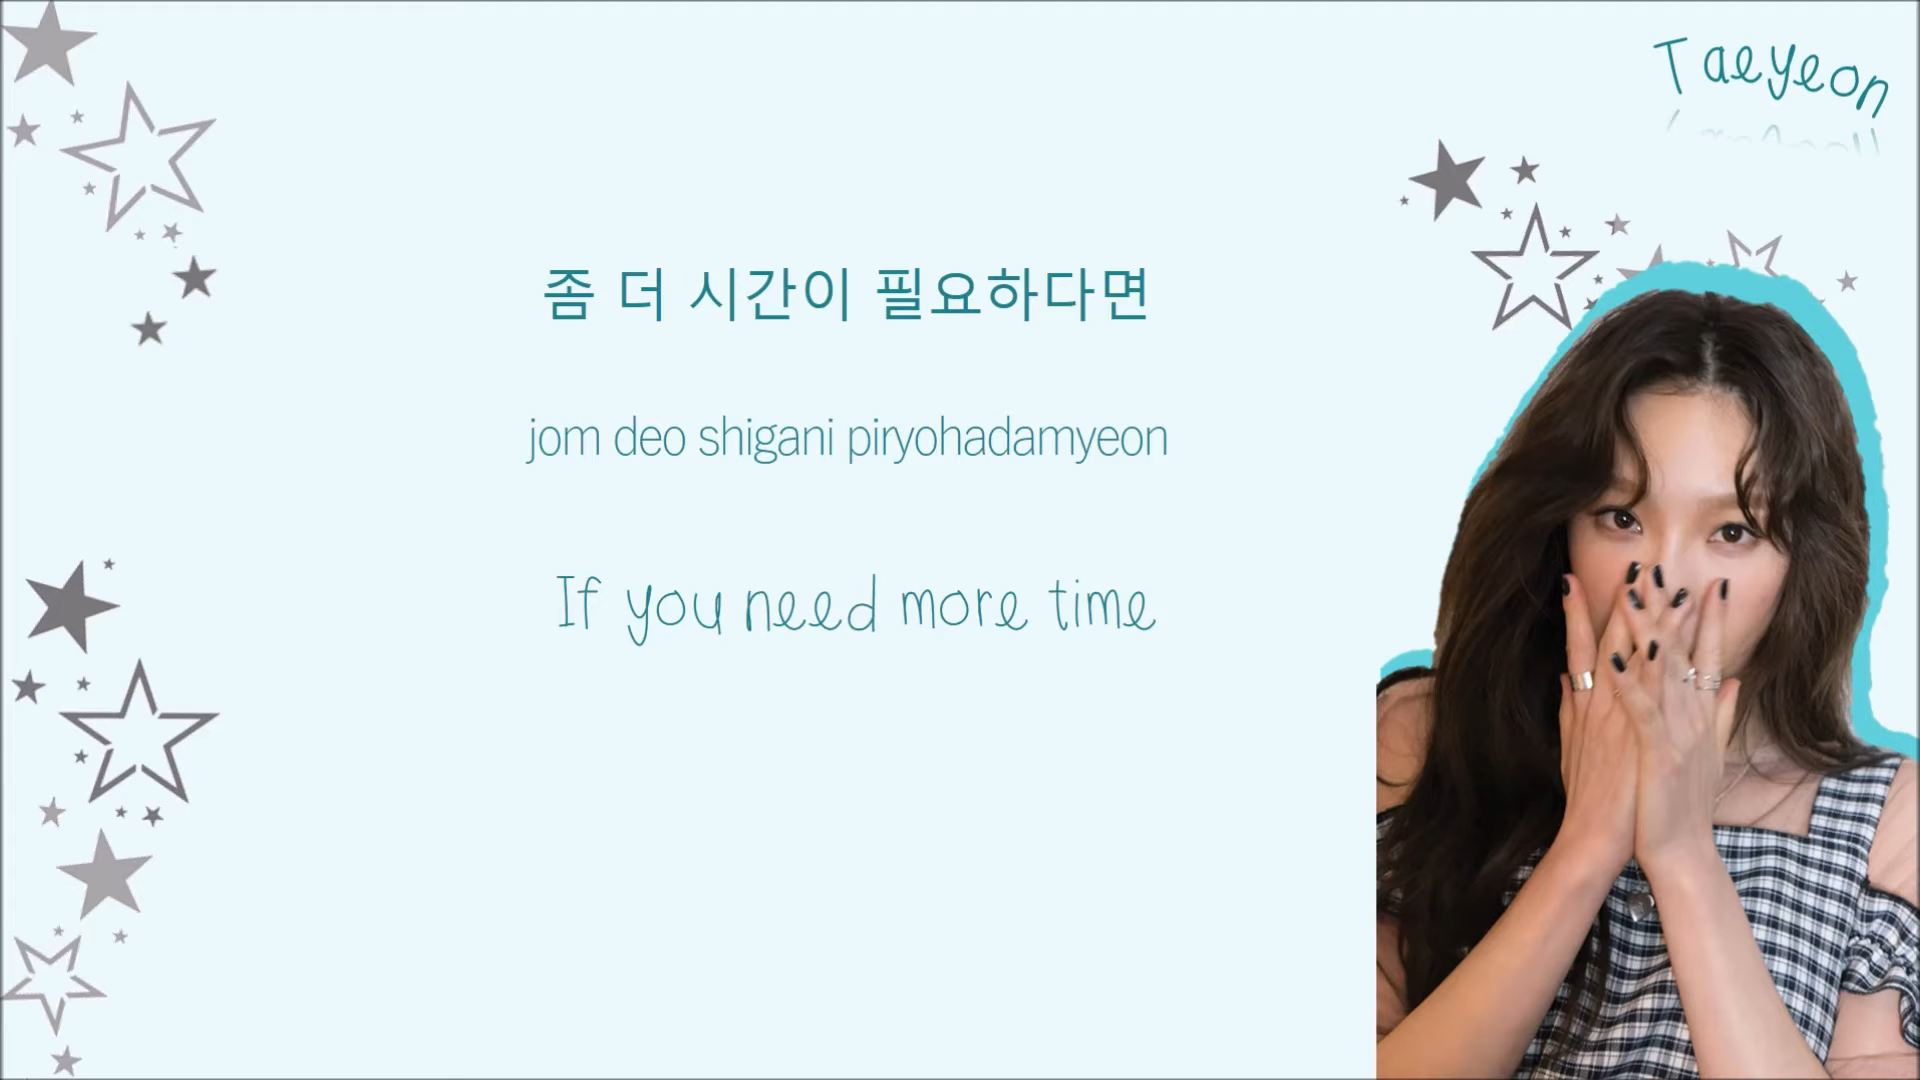 Taeyeon
좀 더 시간이 필요하다면
jom deo shigani piryohadamyeon
If you need more time